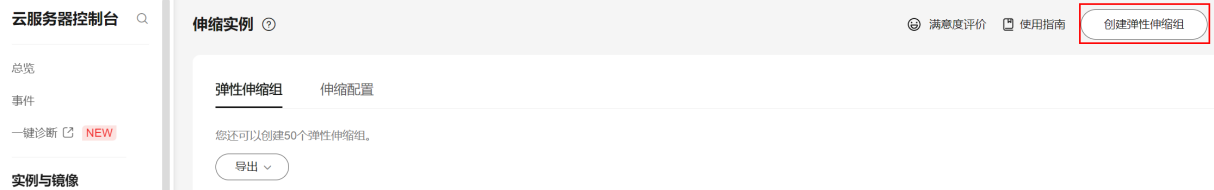 云服务器控制台
总览
事件
一键诊断 NEW
实例与镜像
伸缩实例
满意度评价 使用指南 创建弹性伸缩组
弹性伸缩组 伸缩配置
您还可以创建50个弹性伸缩组。
导出